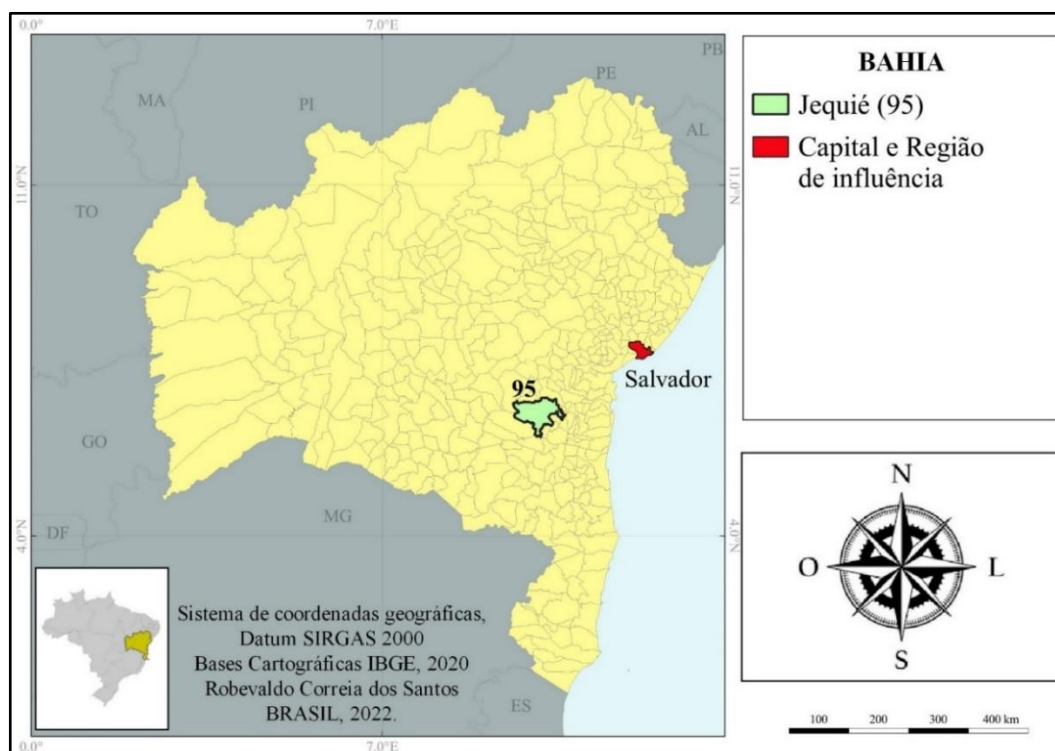 0.0°
7.0°
PB
PE
MA
PI
AL
11.0°N
11.0°N
TO
95
Salvador
GO
MG
DF
4.0°N
4.0°N
Sistema de coordenadas geográficas,
Datum SIRGAS 2000
Bases Cartográficas IBGE, 2020
Robevaldo Correia dos Santos
BRASIL, 2022.
ES
0.0°
7.0°
BAHIA
Jequié (95)
Capital e Região
de influência
N
O
L
S
100 200 300 400 km